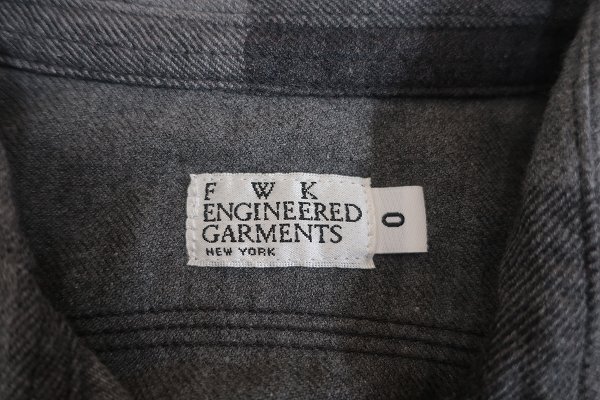 F W K
ENGINEERED
GARMENTS
NEW YORK
0